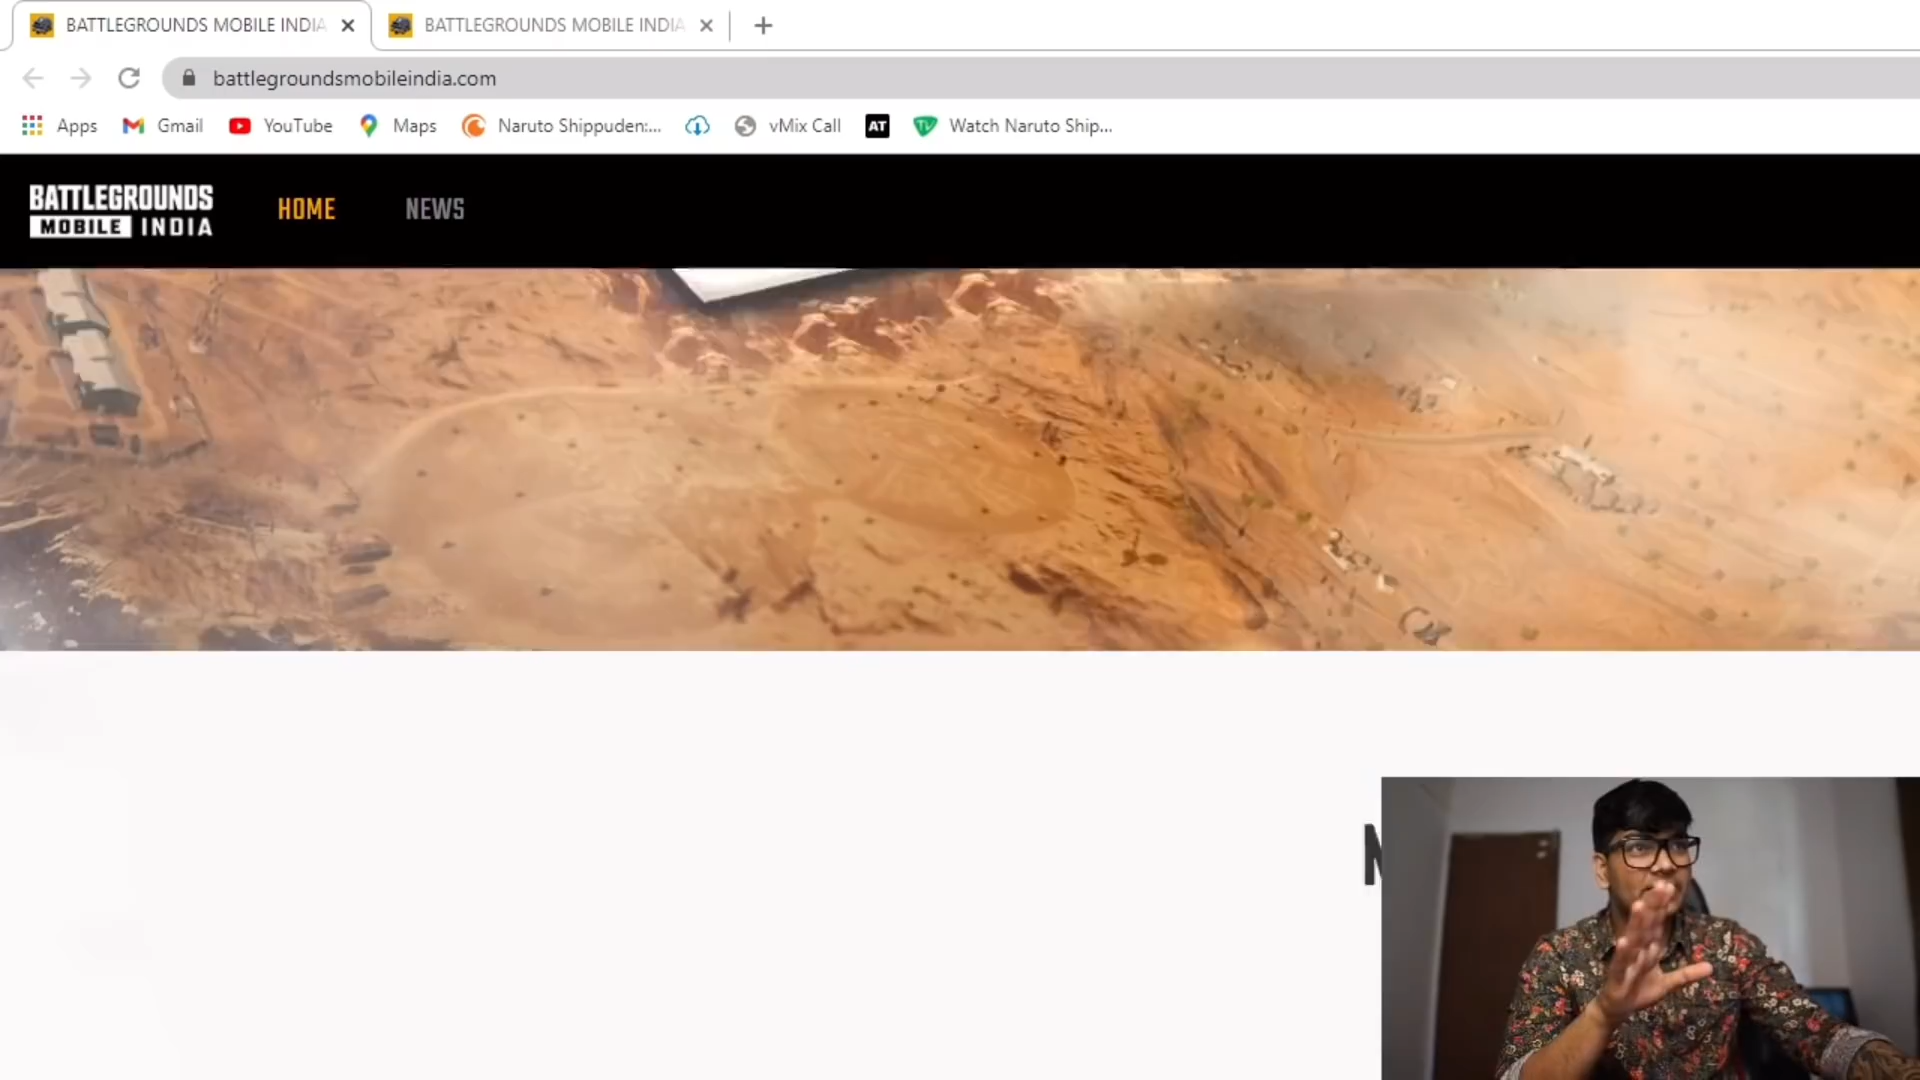 BATTLEGROUNDS MOBILE INDIA
BATTLEGROUNDS MOBILE INDIA
battlegroundsmobileindia.com
Apps
Gmail
YouTube
Maps
Naruto Shippuden:...
vMix Call
AT
TV
Watch Naruto Ship...
BATTLEGROUNDS
MOBILE INDIA
HOME
NEWS